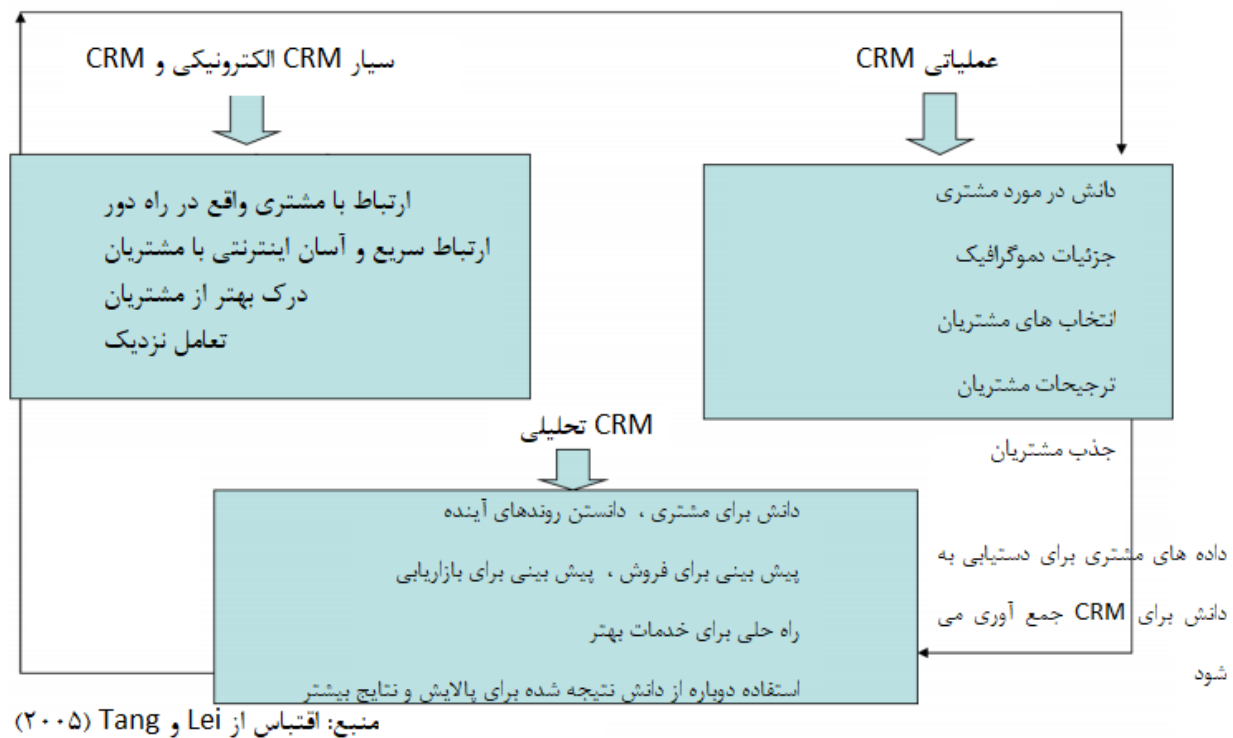 عملیاتی CRM
دانش در مورد مشتری
جزئیات دموگرافیک
انتخاب های مشتریان
ترجیحات مشتریان
جذب مشتریان
داده های مشتری برای دستیابی به
دانش برای CRM جمع آوری می
شود
سیار CRM الکترونیکی و CRM
ارتباط با مشتری واقع در راه دور
ارتباط سریع و آسان اینترنتی با مشتریان
درک بهتر از مشتریان
تعامل نزدیک
CRM تحلیلی
دانش برای مشتری ، دانستن روندهای آینده
پیش بینی برای فروش ، پیش بینی برای بازاریابی
راه حلی برای خدمات بهتر
استفاده دوباره از دانش نتیجه شده برای پالایش و نتایج بیشتر
منبع: اقتباس از Lei و Tang (۲۰۰۵)